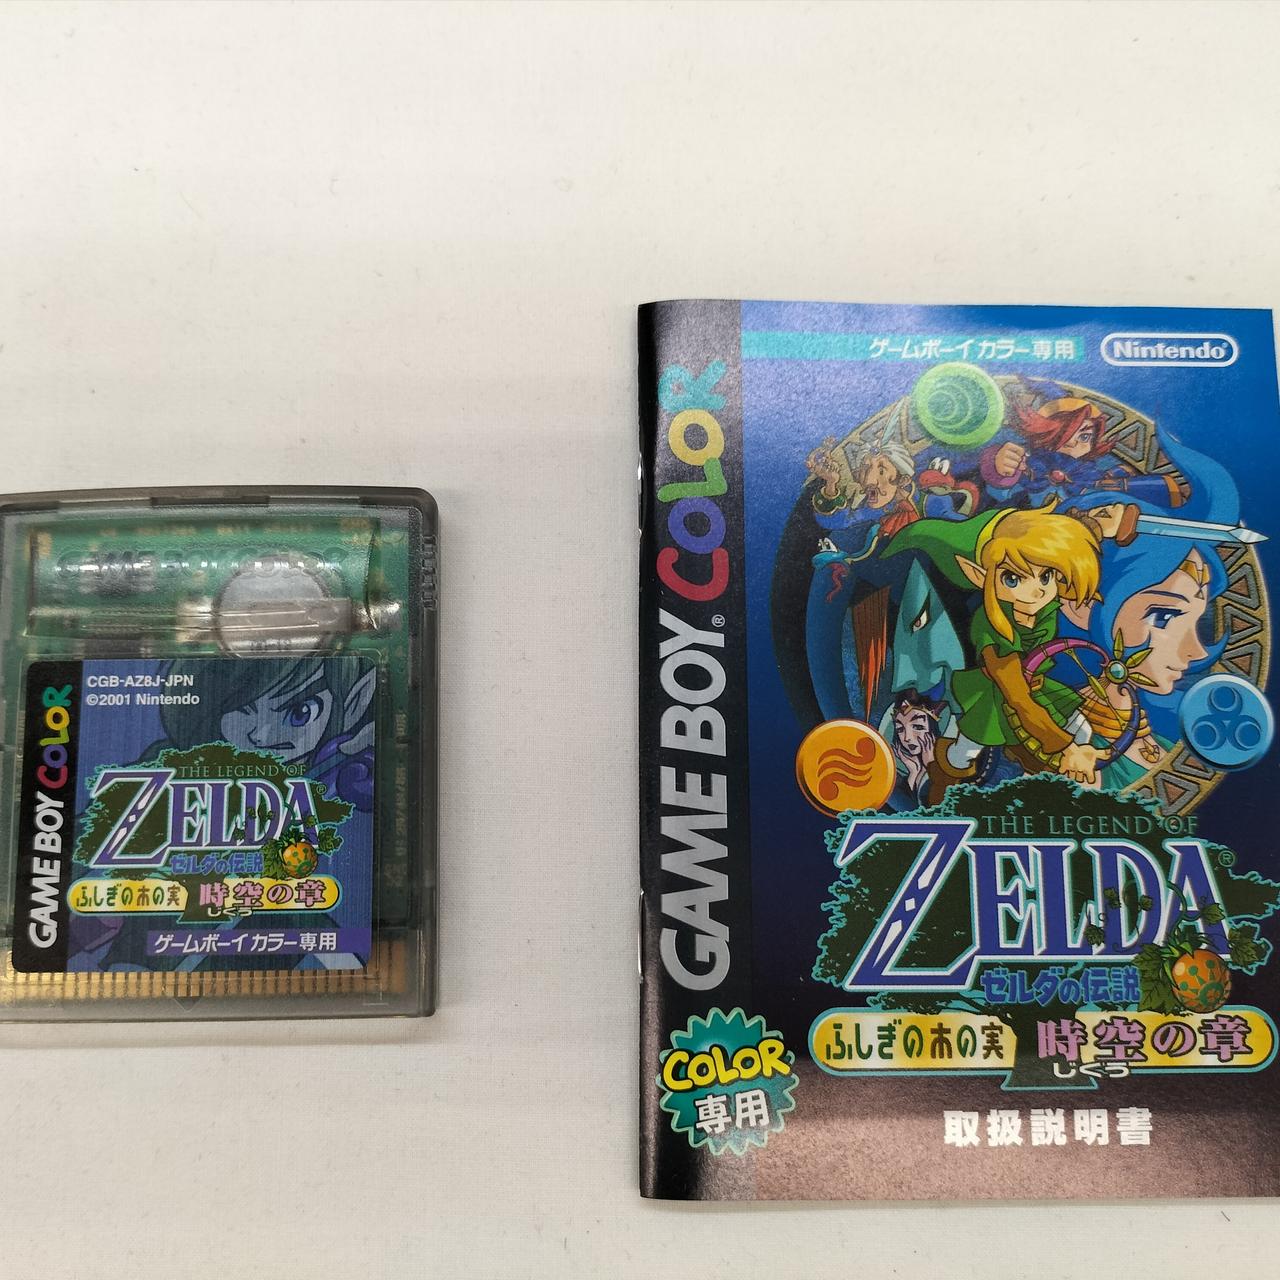 GAME BOY COLOR
CGB-AZ8J-JPN
©2001 Nintendo
GAME BOY COLOR
THE LEGEND OF
ZELDA®
ゼルダの伝説
ふしぎの木の実 時空の章
じくう
ゲームボーイカラー専用
ゲームボーイカラー専用
Nintendo®
GAME BOY® COLOR
THE LEGEND OF
ZELDA®
ゼルダの伝説
ふしぎの木の実 時空の章
じくう
COLOR
専用
取扱説明書